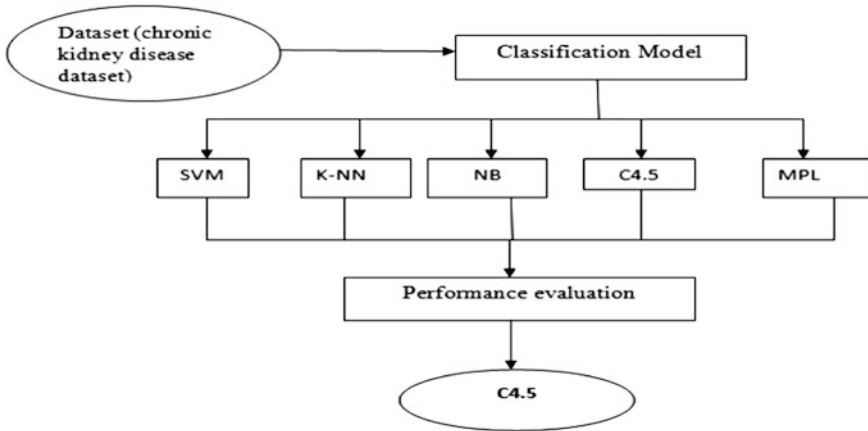 Dataset (chronic
kidney disease
dataset)
Classification Model
SVM
K-NN
NB
C4.5
MPL
Performance evaluation
C4.5